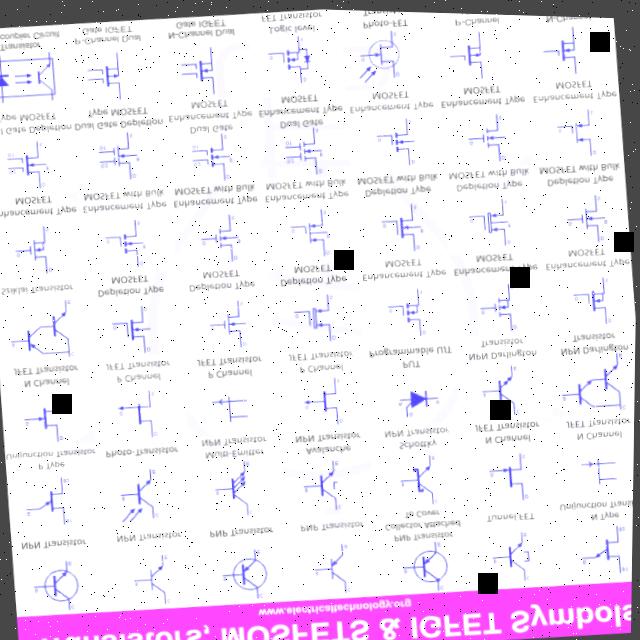 Transistors, MOSFETS & IGFET Symbols
www.electricaltechnology.org
NPN Transistor
NPN Transistor
PNP Transistor
PNP Transistor
PNP Transistor
Collector Attached
To Cover
Tunnel-FET
N Type
Unijunction Transis
P Type
Unijunction Transistor
Photo-Transistor
Multi-Emitter
NPN Transistor
Avalanche
NPN Transistor
Schottky
NPN Transistor
N Channel
JFET Transistor
N Channel
JFET Transistor
N Channel
JFET Transistor
P Channel
JFET Transistor
P Channel
JFET Transistor
P Channel
JFET Transistor
PUT
Programmable UJT
NPN Darlington
Transistor
NPN Darlington
Transistor
Sziklai Transistor
Depletion Type
MOSFET
Depletion Type
MOSFET
Depletion Type
MOSFET
Enhancement Type
MOSFET
Enhancement Type
MOSFET
Enhancement Type
MOSFET
nhancement Type
MOSFET
Enhancement Type
MOSFET with Bulk
Enhancement Type
MOSFET with Bulk
Enhancement Type
MOSFET with Bulk
Depletion Type
MOSFET with Bulk
Depletion Type
MOSFET with Bulk
Depletion Type
MOSFET with Bulk
l Gate Depletion
ype MOSFET
Dual Gate Depletion
Type MOSFET
Dual Gate
Enhancement Type
MOSFET
Dual Gate
Enhancement Type
MOSFET
Enhancement Type
MOSFET
Enhancement Type
MOSFET
Enhancement Type
MOSFET
Transistor
coupler Circuit
P-Channel Dual
Gate IGFET
N-Channel Dual
Gate IGFET
Logic level
FET Transistor
Photo-FET
P-Channel